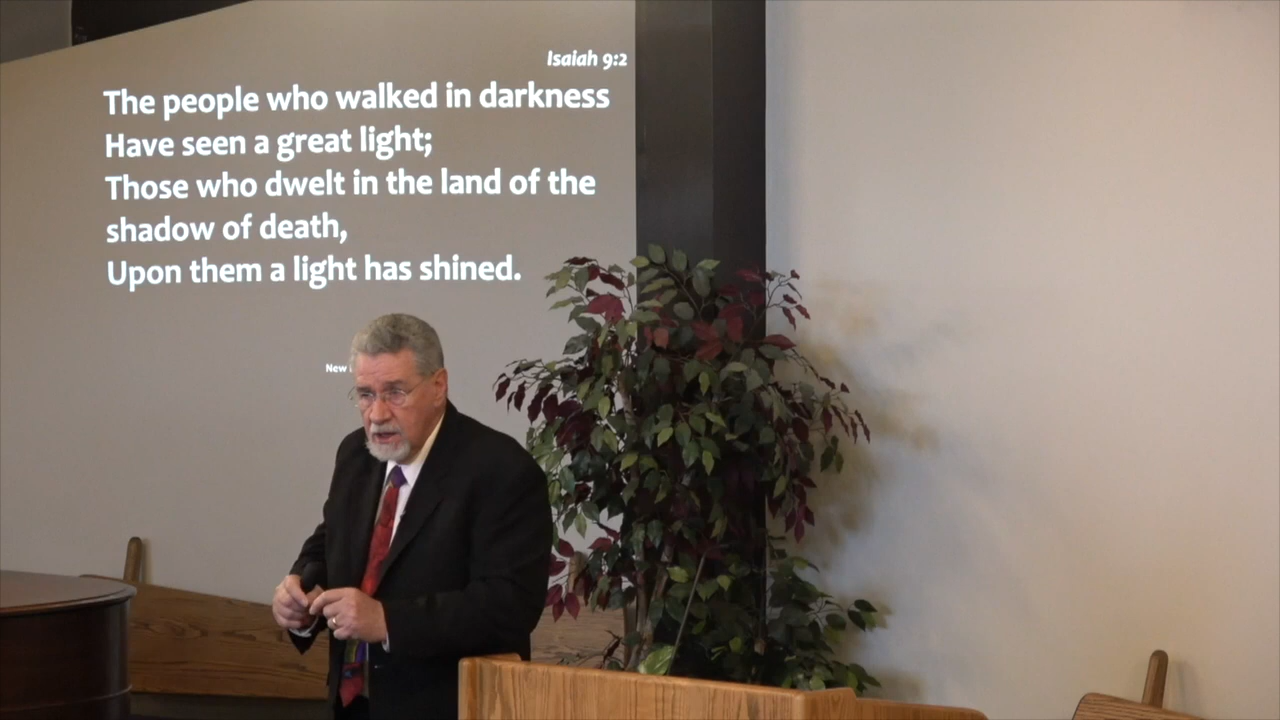 Isaiah 9:2
The people who walked in darkness
Have seen a great light;
Those who dwelt in the land of the
shadow of death,
Upon them a light has shined.
New